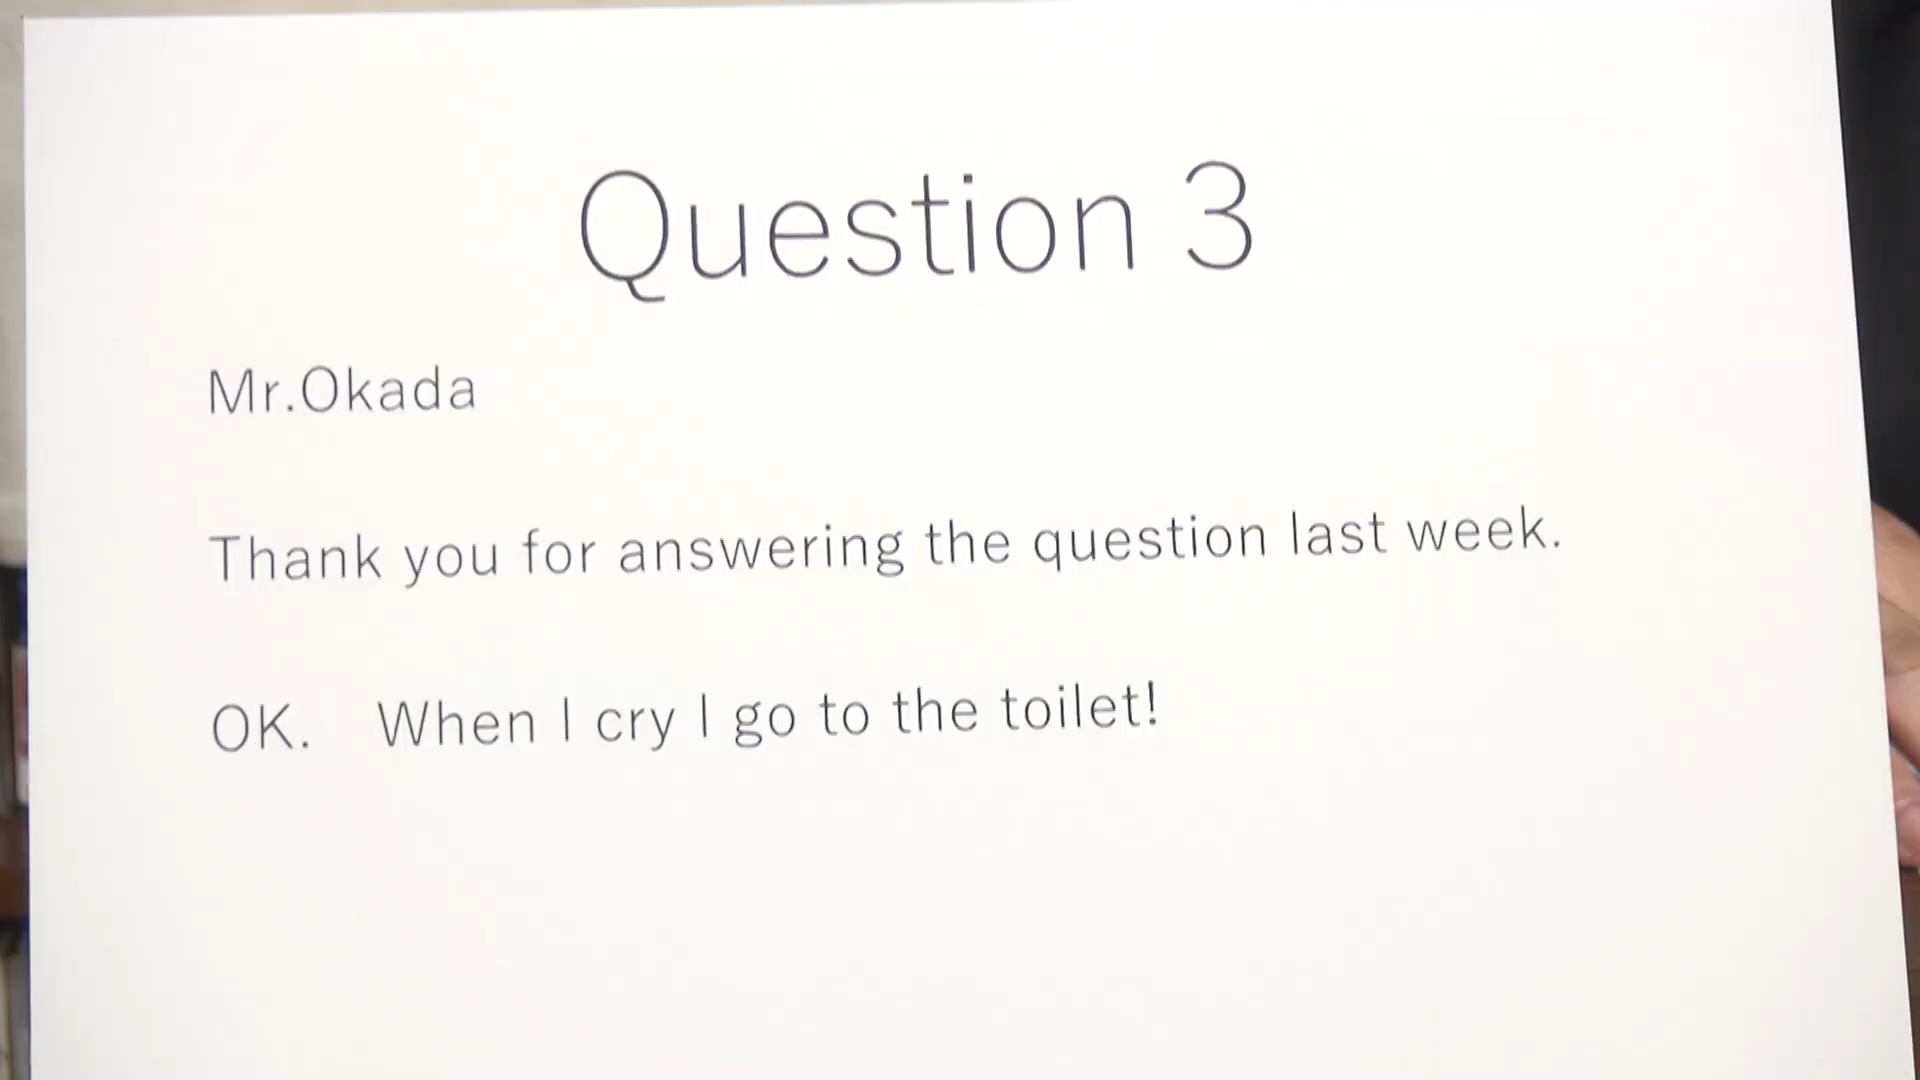 Question 3
Mr.Okada
Thank you for answering the question last week.
OK. When I cry I go to the toilet!